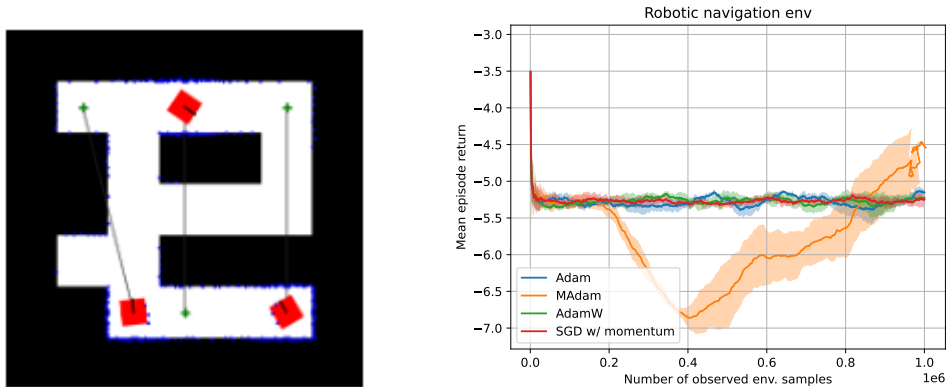 Robotic navigation env
Mean episode return
−3.0
−3.5
−4.0
−4.5
−5.0
−5.5
−6.0
−6.5
−7.0
Adam
MAdam
AdamW
SGD w/ momentum
0.0 0.2 0.4 0.6 0.8 1.0
1e6
Number of observed env. samples